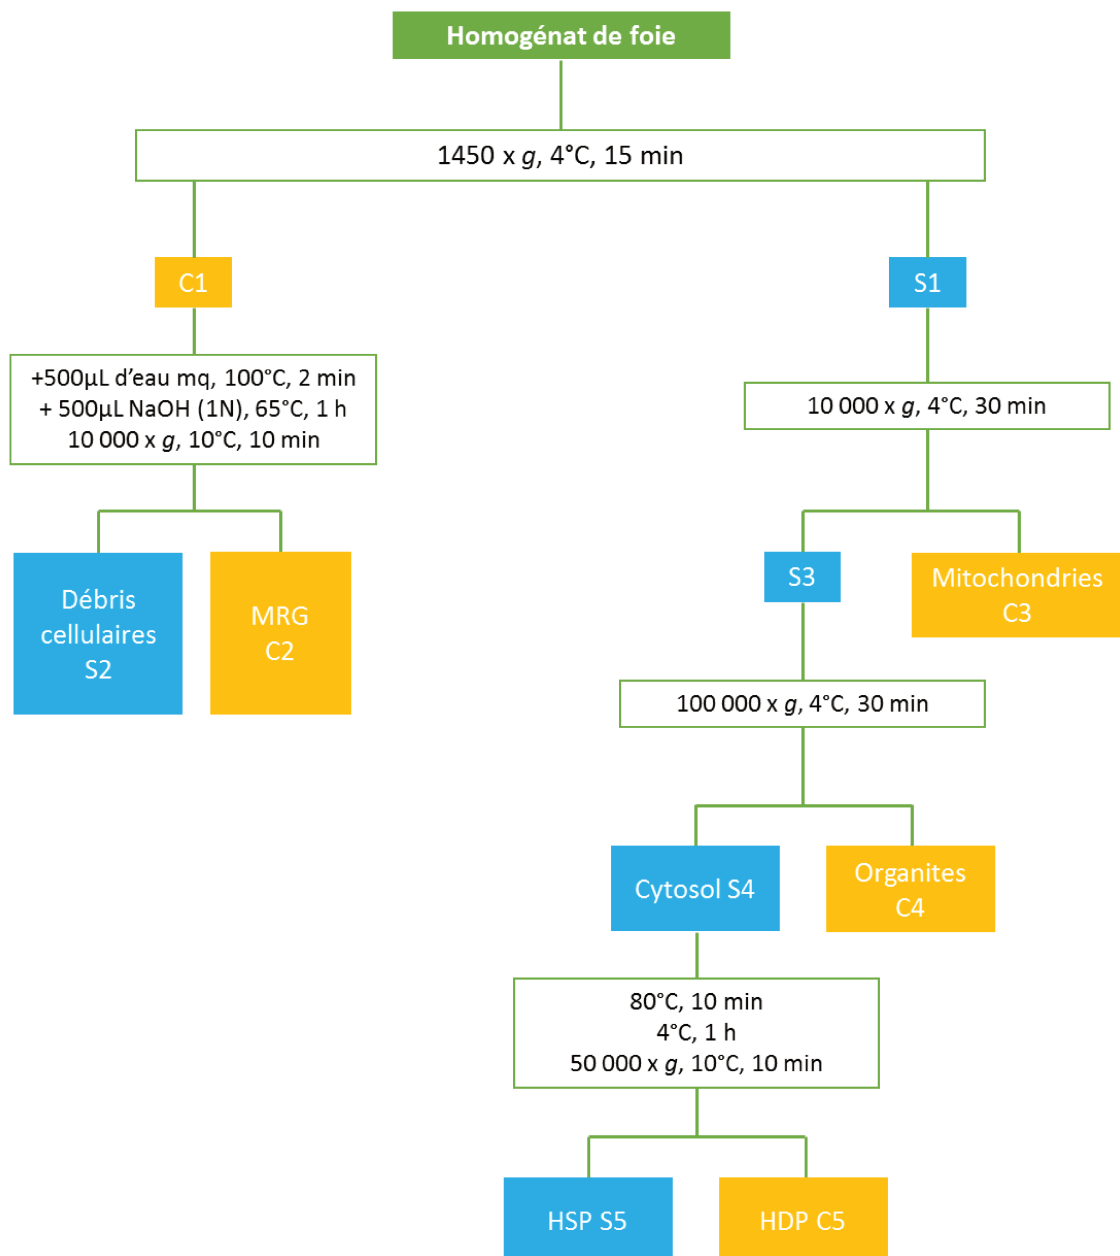 Homogénat de foie
1450 x g, 4°C, 15 min
C1
S1
+500µL d'eau mq, 100°C, 2 min
+ 500µL NaOH (1N), 65°C, 1 h
10 000 x g, 10°C, 10 min
10 000 x g, 4°C, 30 min
Débris
cellulaires
S2
MRG
C2
S3
Mitochondries
C3
100 000 x g, 4°C, 30 min
Cytosol S4
Organites
C4
80°C, 10 min
4°C, 1 h
50 000 x g, 10°C, 10 min
HSP S5
HDP C5